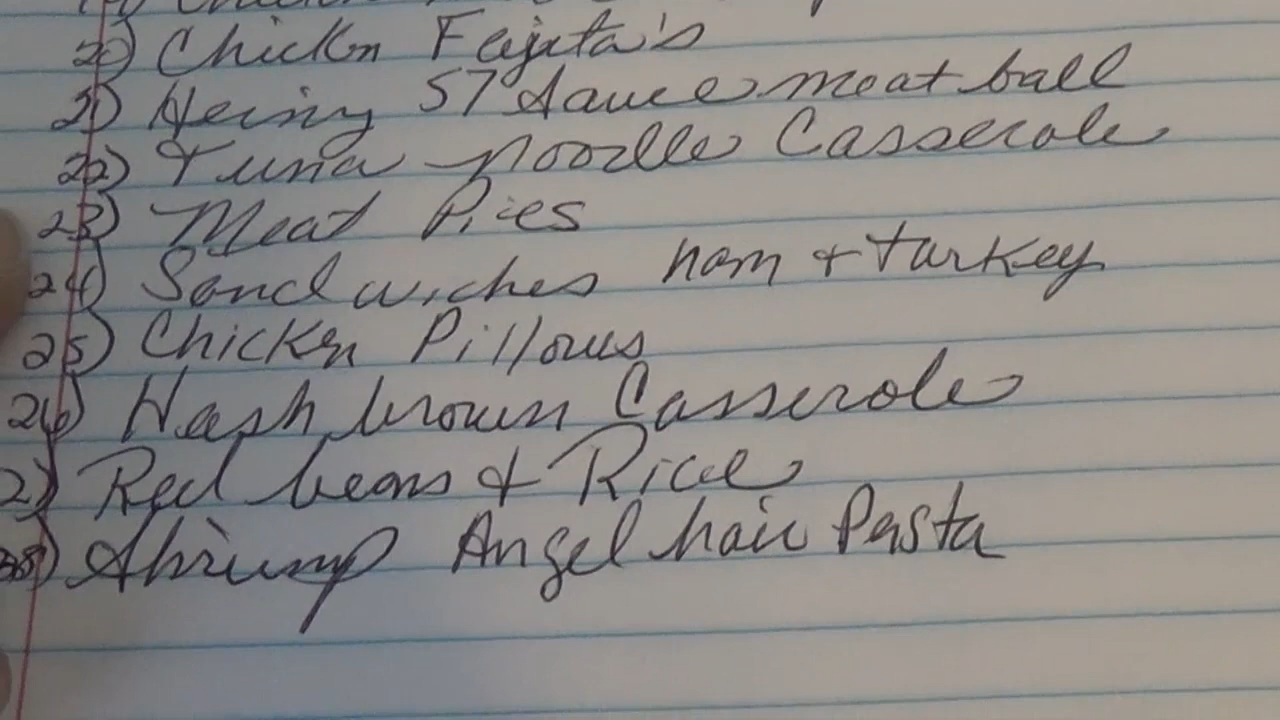 20) Chickn Fajita's
21) Heinz 57 Sauce meat ball
22) Tuna noodle Casserole
23) Meat Pies
24) Sandwiches ham + turkey
25) Chicken Pillows
26) Hash brown Casserole
27) Red beans & Rice
28) Shrimp Angel hair Pasta